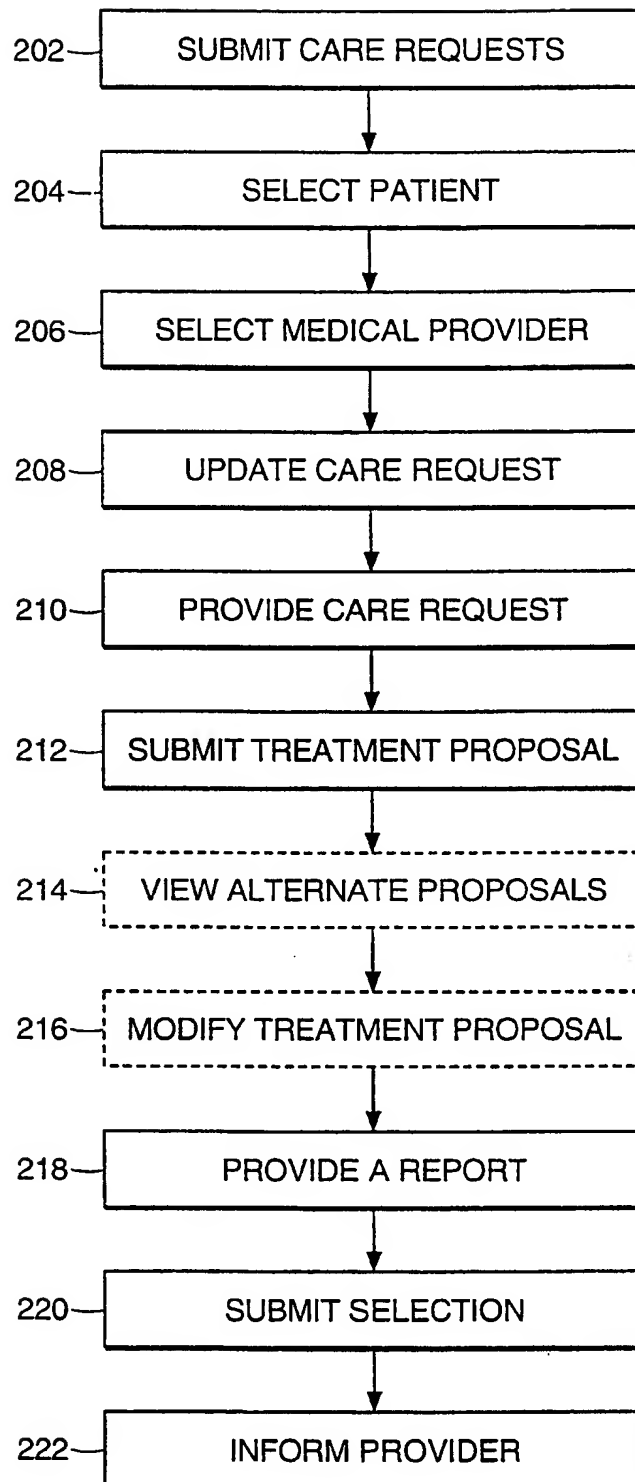 202 SUBMIT CARE REQUESTS
204 SELECT PATIENT
206 SELECT MEDICAL PROVIDER
208 UPDATE CARE REQUEST
210 PROVIDE CARE REQUEST
212 SUBMIT TREATMENT PROPOSAL
214 VIEW ALTERNATE PROPOSALS
216 MODIFY TREATMENT PROPOSAL
218 PROVIDE A REPORT
220 SUBMIT SELECTION
222 INFORM PROVIDER